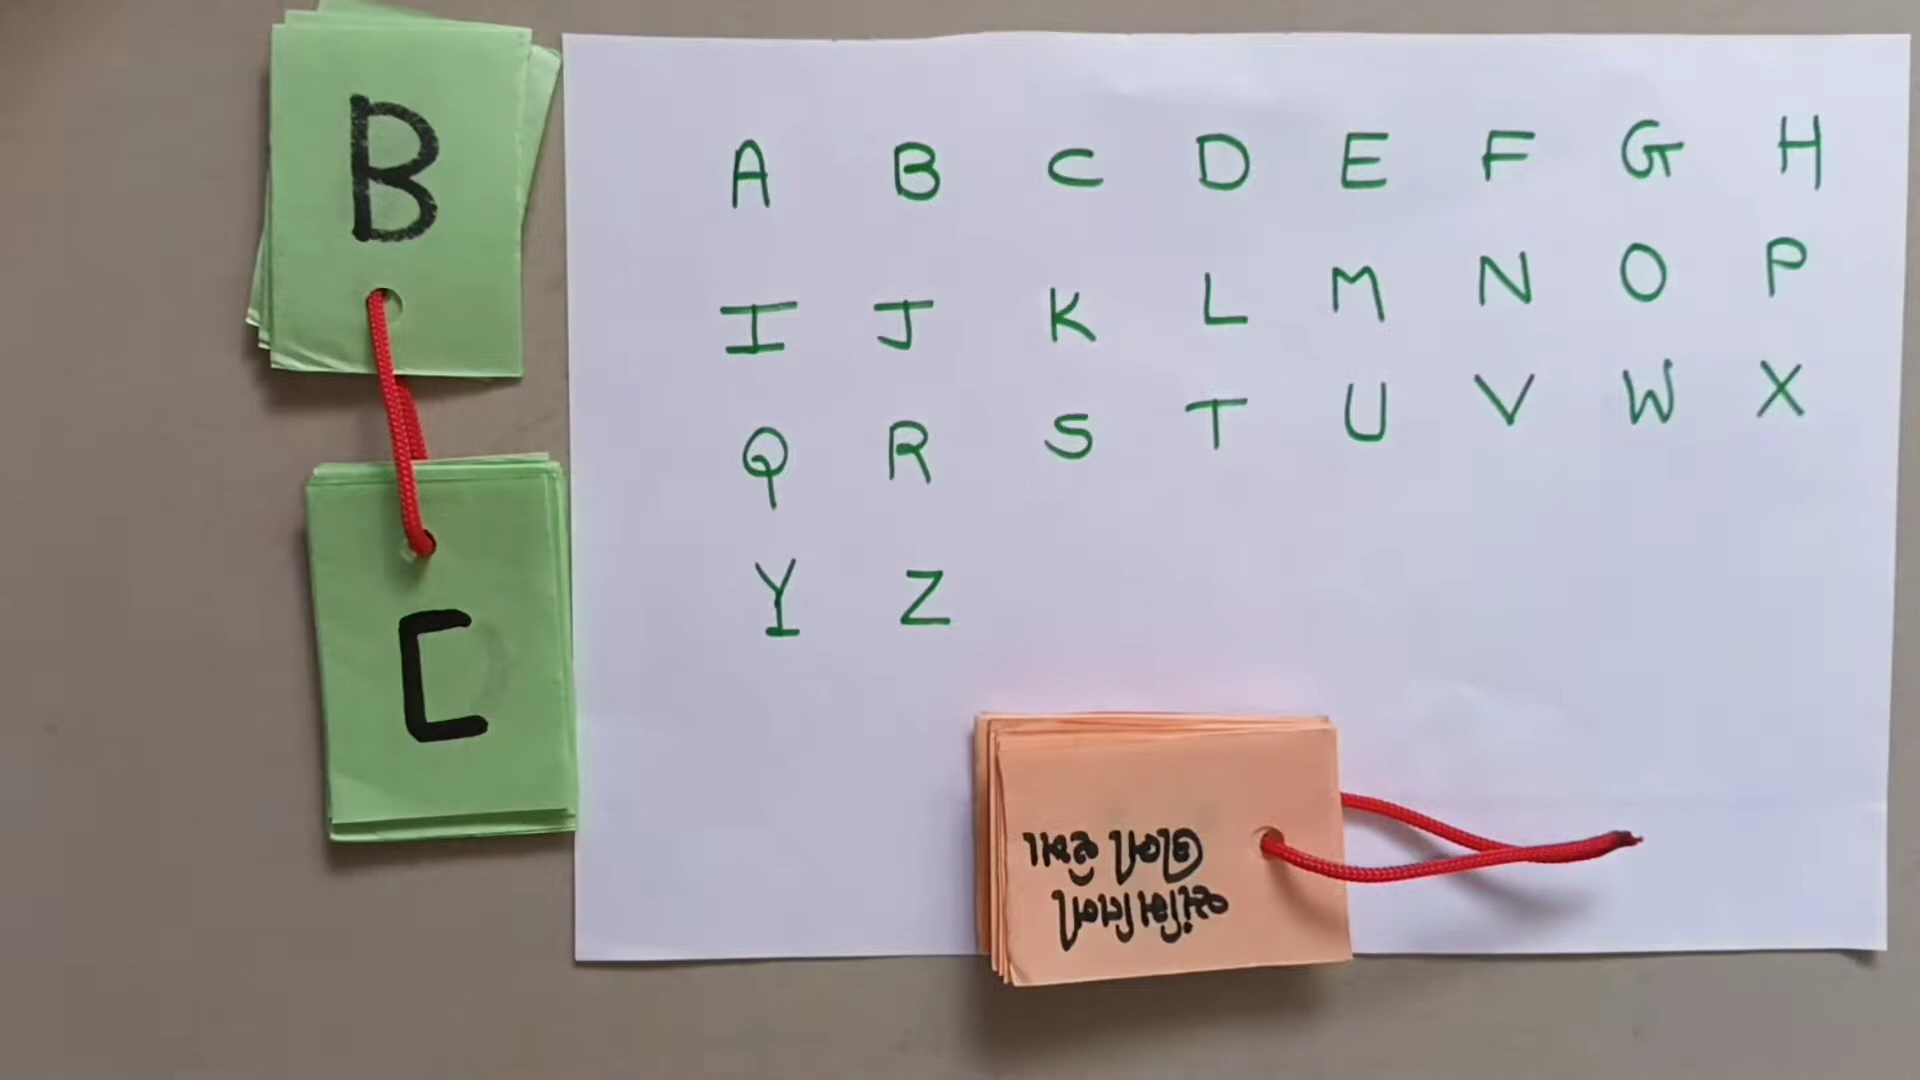 B
C
A B C D E F G H
I J K L M N O P
Q R S T U V W X
Y Z